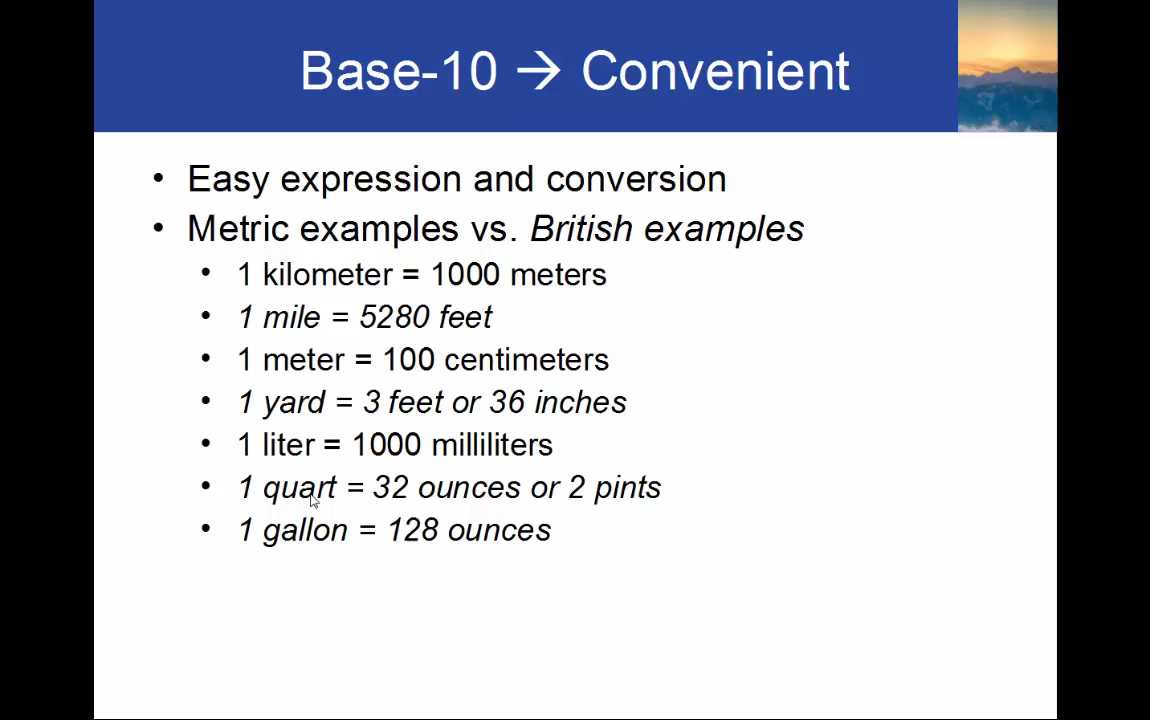 Base-10 → Convenient
• Easy expression and conversion
• Metric examples vs. British examples
• 1 kilometer = 1000 meters
• 1 mile = 5280 feet
• 1 meter = 100 centimeters
• 1 yard = 3 feet or 36 inches
• 1 liter = 1000 milliliters
• 1 quart = 32 ounces or 2 pints
• 1 gallon = 128 ounces